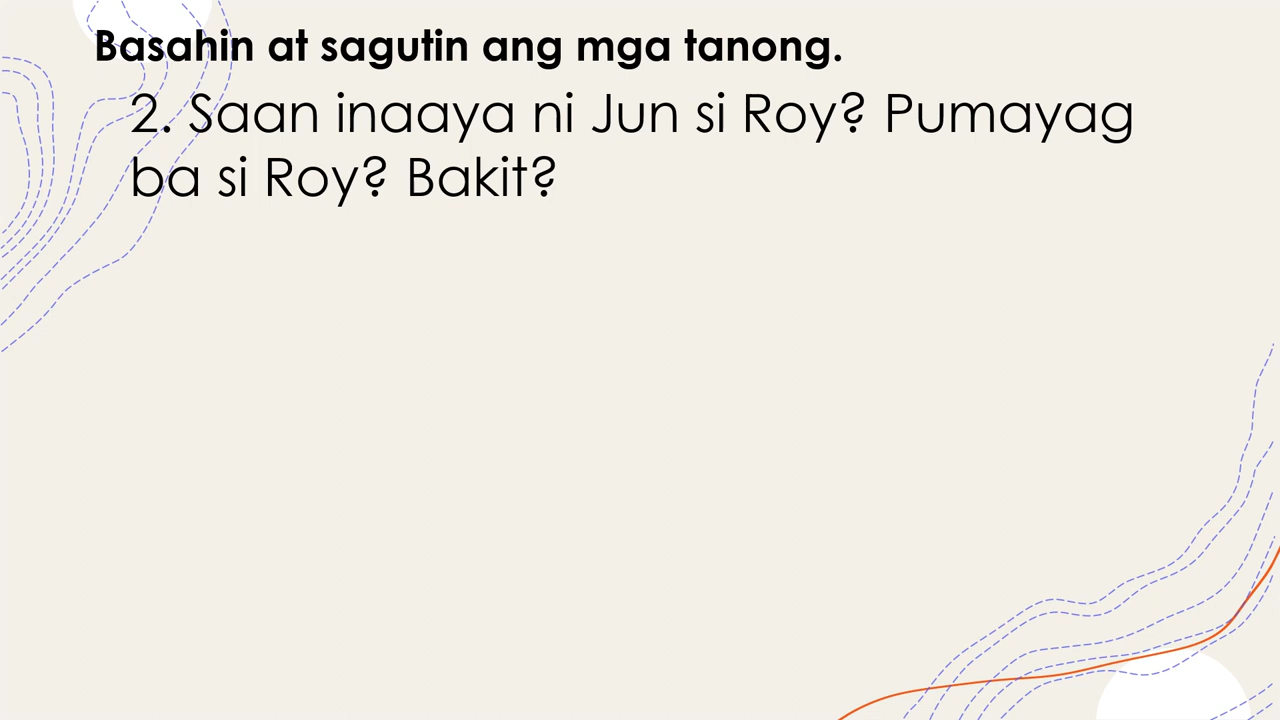 Basahin at sagutin ang mga tanong.
2. Saan inaaya ni Jun si Roy? Pumayag
ba si Roy? Bakit?